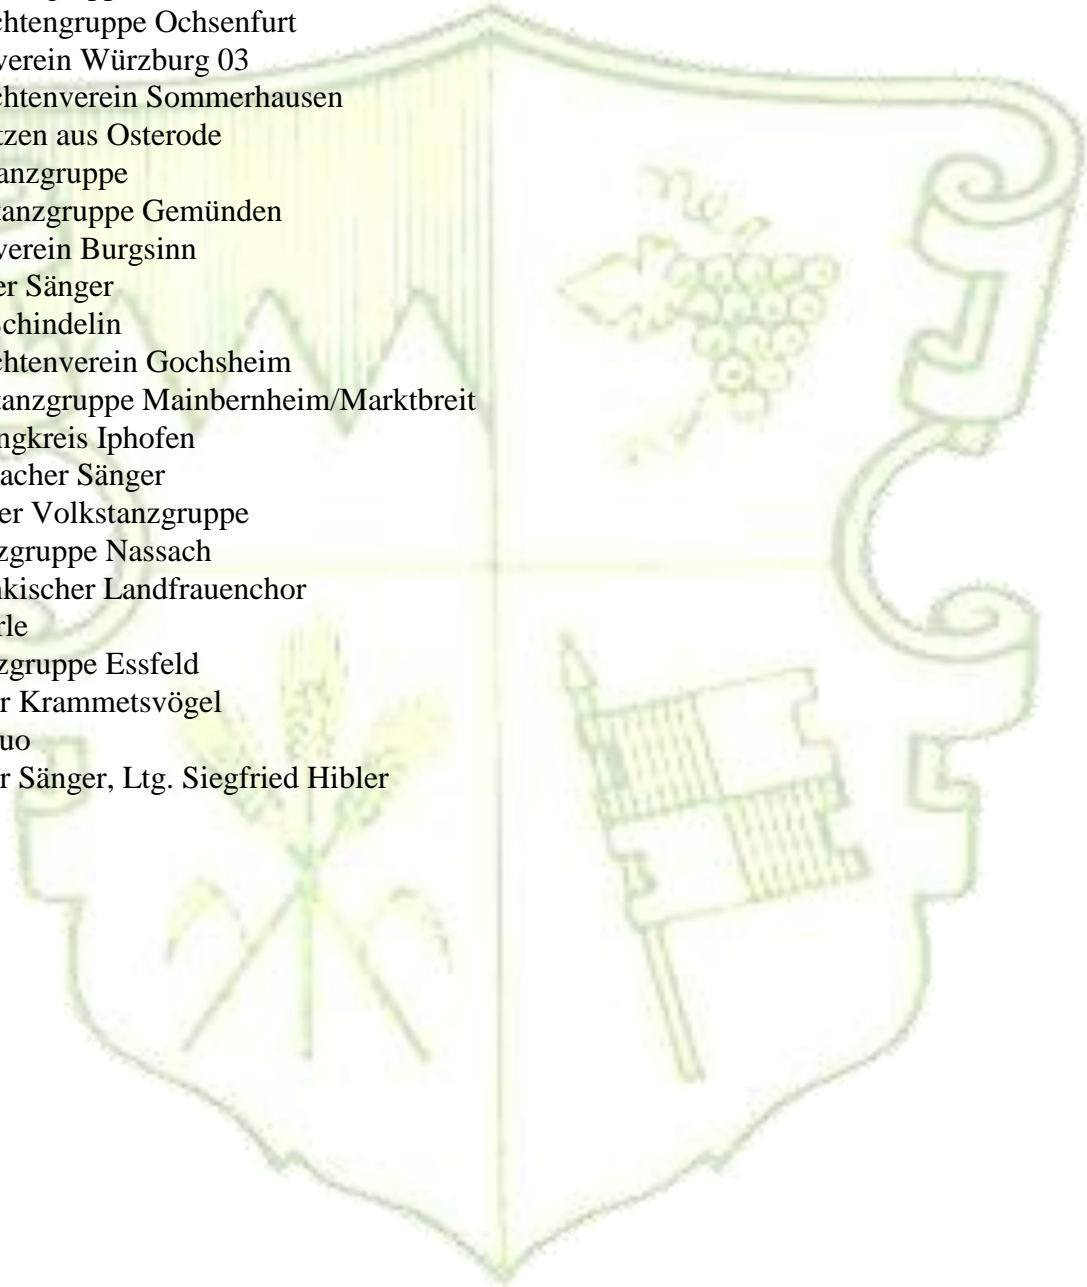 chtengruppe Ochsenfurt
verein Würzburg 03
chtenverein Sommerhausen
tzen aus Osterode
anzgruppe
tanzgruppe Gemünden
verein Burgsinn
er Sänger
Schindelin
chtenverein Gochsheim
tanzgruppe Mainbernheim/Marktbreit
ngkreis Iphofen
acher Sänger
er Volkstanzgruppe
zgruppe Nassach
nkischer Landfrauenchor
rle
zgruppe Essfeld
r Krammetsvögel
uo
r Sänger, Ltg. Siegfried Hibler